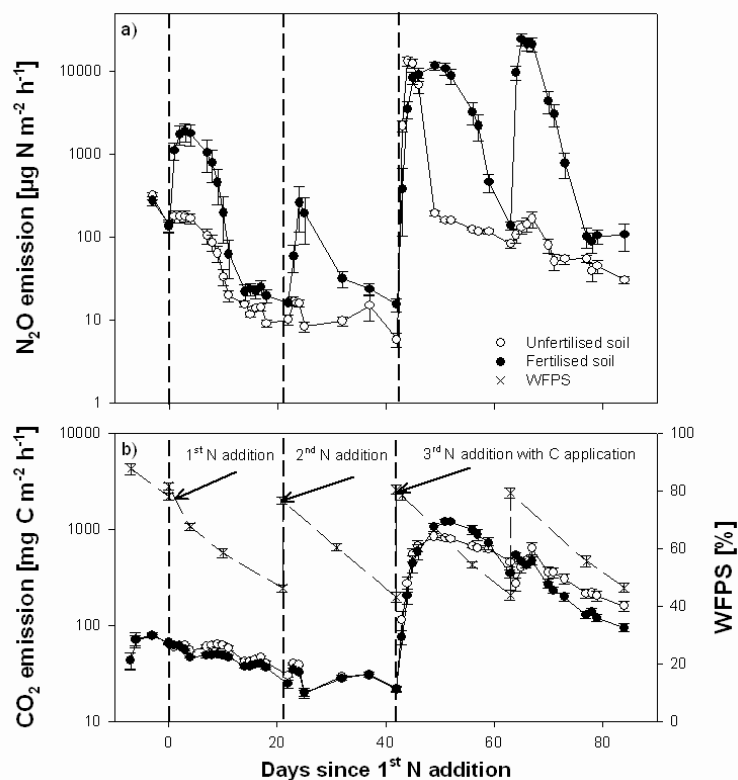 a)
10000
1000
100
10
1
N₂O emission [µg N m⁻² h⁻¹]
Unfertilised soil
Fertilised soil
WFPS
b)
10000
1000
100
10
CO₂ emission [mg C m⁻² h⁻¹]
1ˢᵗ N addition
2ⁿᵈ N addition
3ʳᵈ N addition with C application
100
80
60
40
20
0
WFPS [%]
0 20 40 60 80
Days since 1ˢᵗ N addition